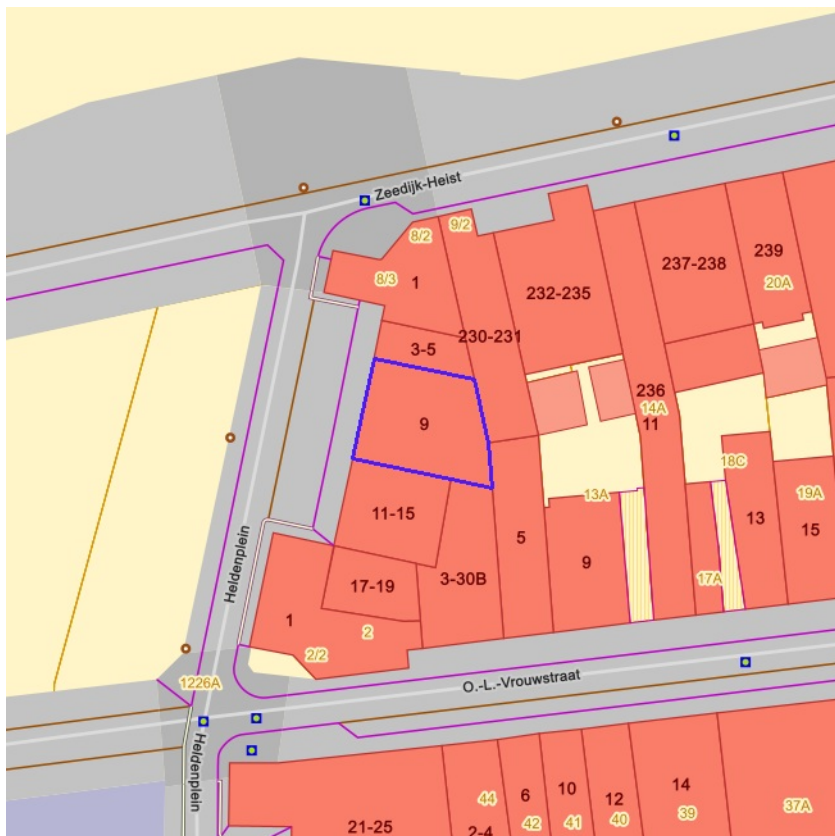 Zeedijk-Heist
8/2
9/2
8/3
1
232-235
237-238
239
20A
230-231
3-5
236
14A
11
9
18C
13A
19A
11-15
13
15
5
9
17A
Heldenplein
17-19
3-30B
1
2
2/2
1226A
O.-L.-Vrouwstraat
Heldenplein
44
6
10
12
14
42
41
40
39
37A
21-25
2-4